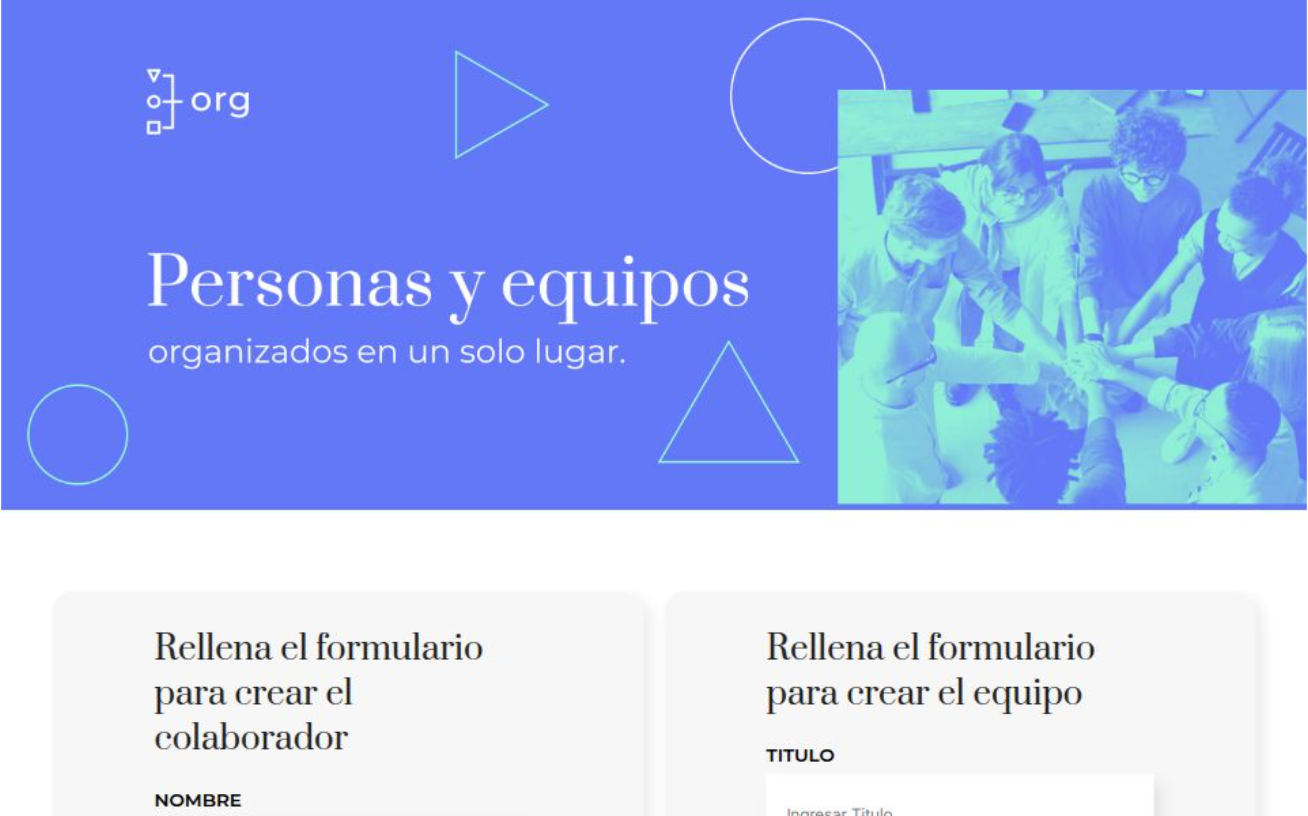 org
Personas y equipos
organizados en un solo lugar.
Rellena el formulario
para crear el
colaborador
NOMBRE
Rellena el formulario
para crear el equipo
TITULO
Ingresar Titulo